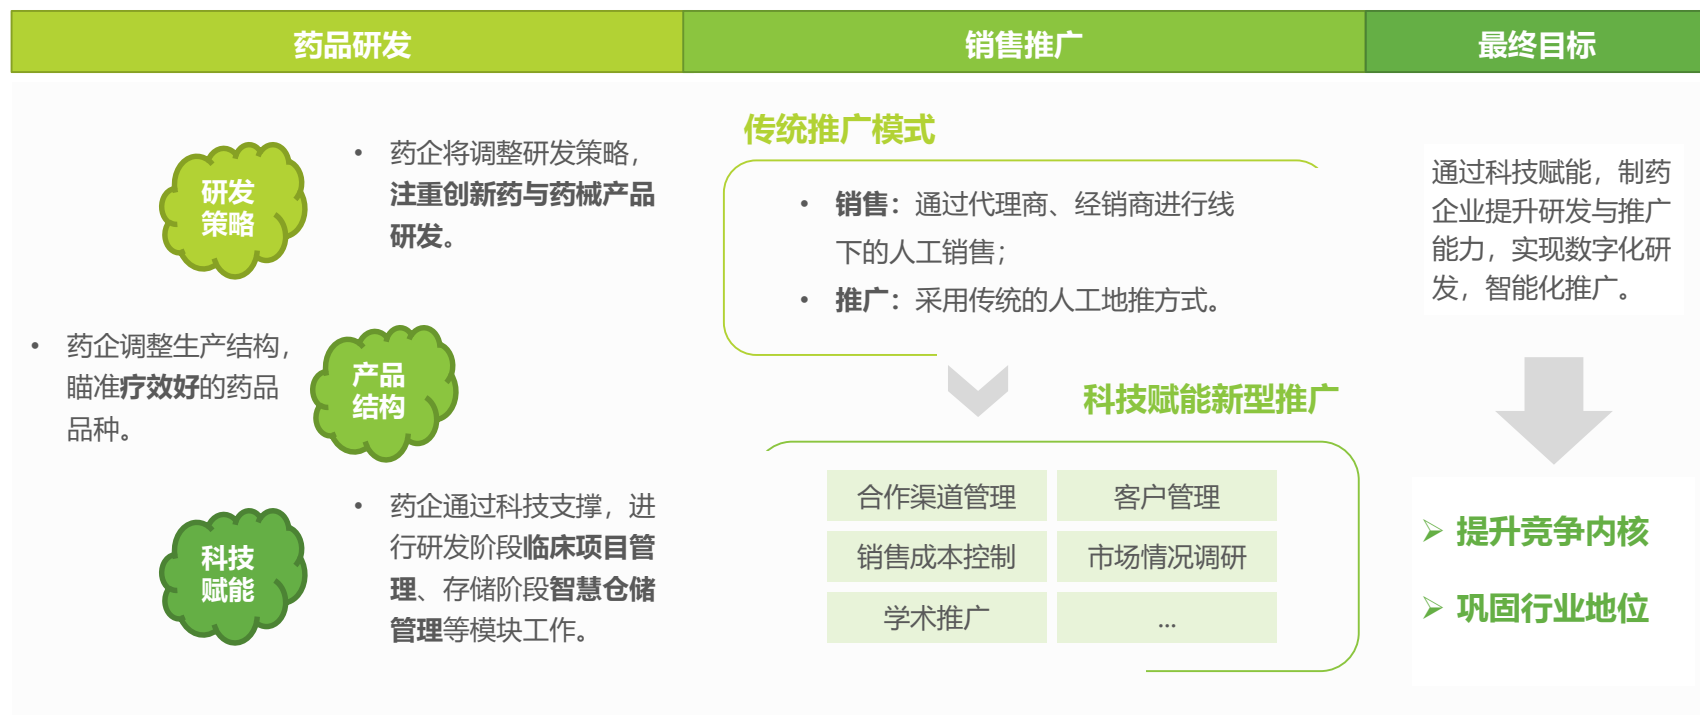 药品研发
销售推广
最终目标
研发
策略
• 药企将调整研发策略，
注重创新药与药械产品
研发。
• 药企调整生产结构，
瞄准疗效好的药品
品种。
产品
结构
科技
赋能
• 药企通过科技支撑，进
行研发阶段临床项目管
理、存储阶段智慧仓储
管理等模块工作。
传统推广模式
• 销售：通过代理商、经销商进行线
下的人工销售；
• 推广：采用传统的人工地推方式。
科技赋能新型推广
合作渠道管理
客户管理
销售成本控制
市场情况调研
学术推广
...
通过科技赋能，制药
企业提升研发与推广
能力，实现数字化研
发，智能化推广。
➢ 提升竞争内核
➢ 巩固行业地位